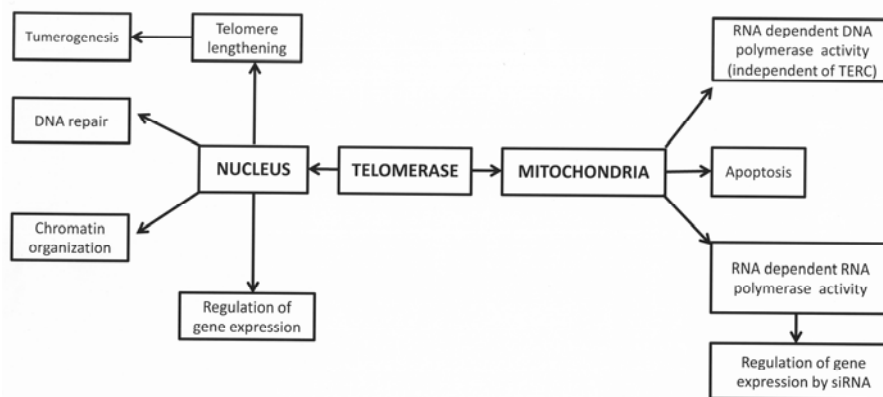 Tumerogenesis
Telomere
lengthening
RNA dependent DNA
polymerase activity
(independent of TERC)
DNA repair
NUCLEUS
TELOMERASE
MITOCHONDRIA
Apoptosis
Chromatin
organization
RNA dependent RNA
polymerase activity
Regulation of
gene expression
Regulation of gene
expression by siRNA